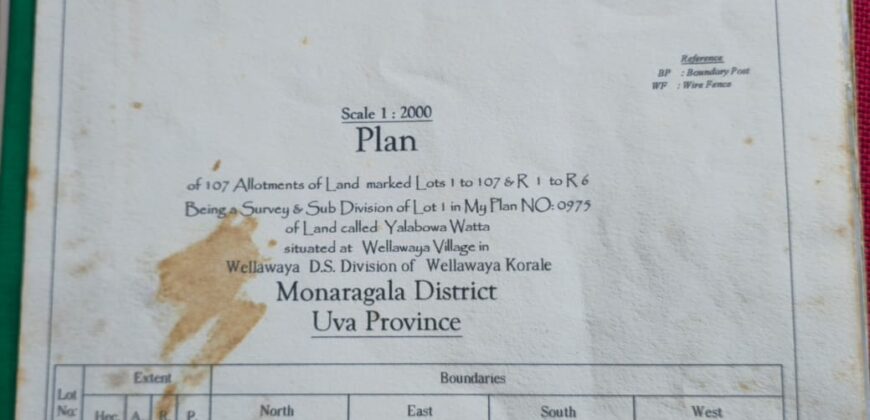 Reference
BP : Boundary Post
WF : Wire Fence
Scale 1 : 2000
Plan
of 107 Allotments of Land marked Lots 1 to 107 & R 1 to R 6
Being a Survey & Sub Division of Lot 1 in My Plan NO: 0975
of Land called Yalabowa Watta
situated at Wellawaya Village in
Wellawaya D.S. Division of Wellawaya Korale
Monaragala District
Uva Province
Lot No: Extent Boundaries
Hec. A. R. P. North East South West